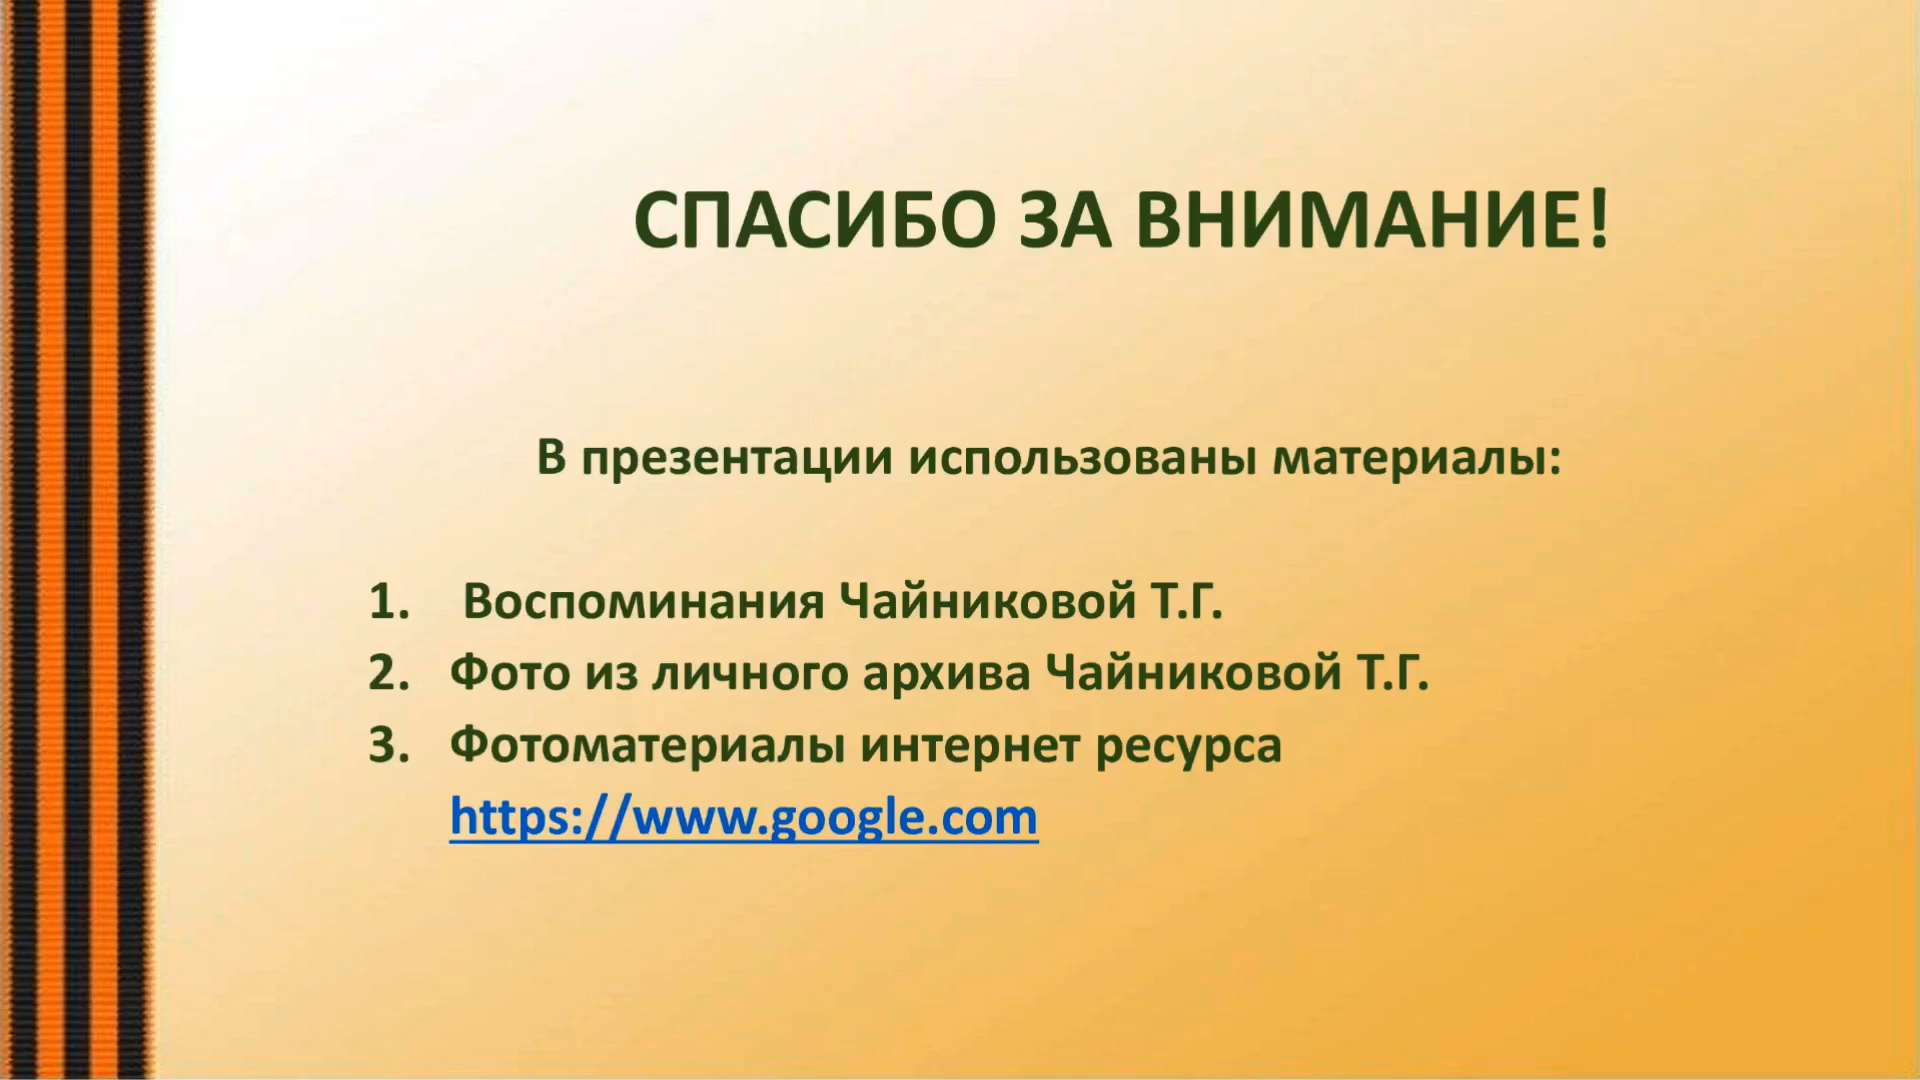 СПАСИБО ЗА ВНИМАНИЕ!
В презентации использованы материалы:
1. Воспоминания Чайниковой Т.Г.
2. Фото из личного архива Чайниковой Т.Г.
3. Фотоматериалы интернет ресурса
https://www.google.com